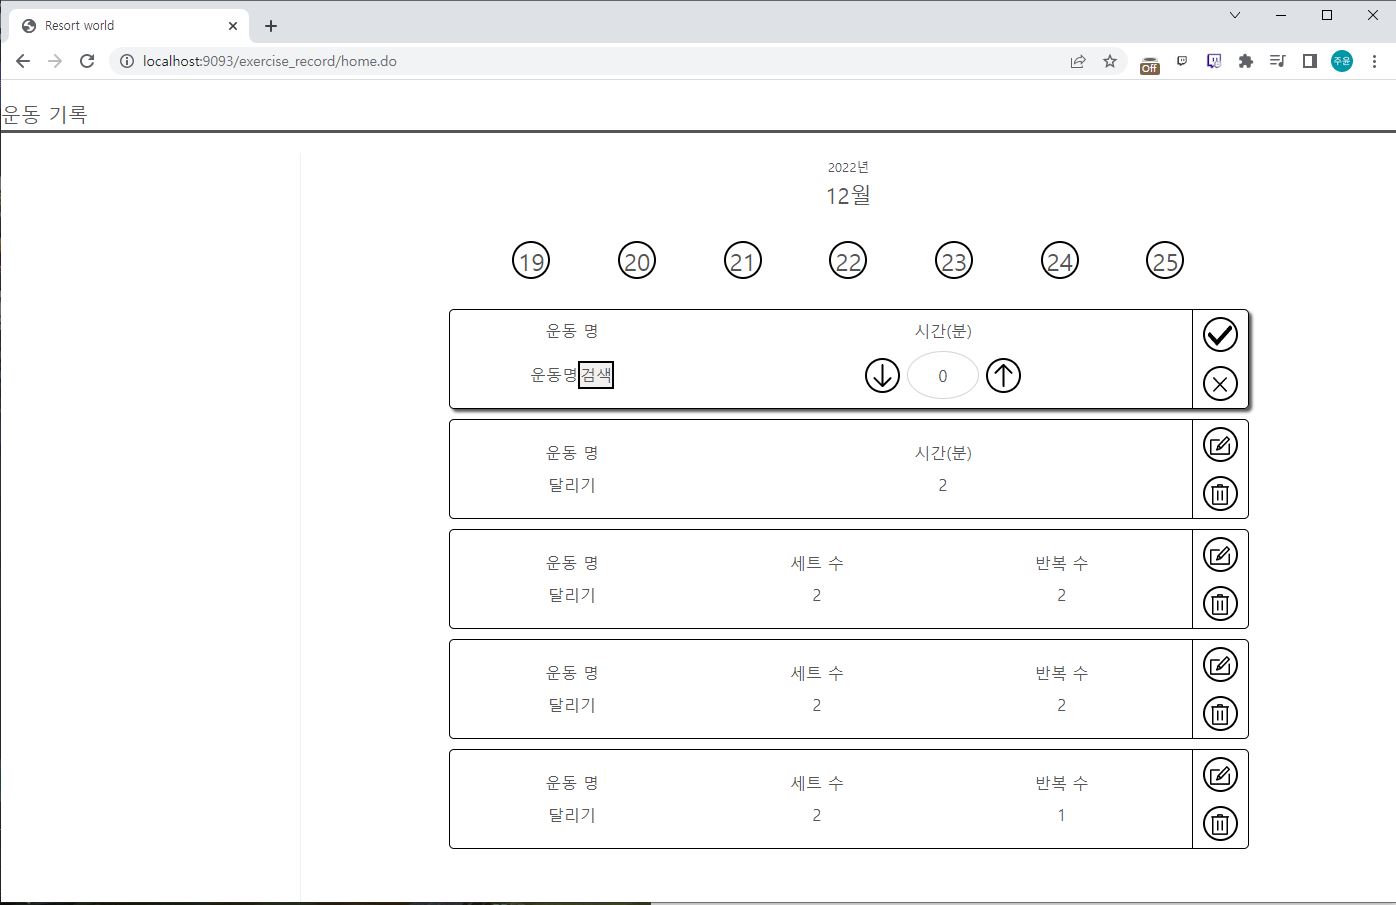 Resort world
localhost:9093/exercise_record/home.do
Off
주윤
운동 기록
2022년
12월
19 20 21 22 23 24 25
운동 명 시간(분)
운동명 검색 0
운동 명 시간(분)
달리기 2
운동 명 세트 수 반복 수
달리기 2 2
운동 명 세트 수 반복 수
달리기 2 2
운동 명 세트 수 반복 수
달리기 2 1